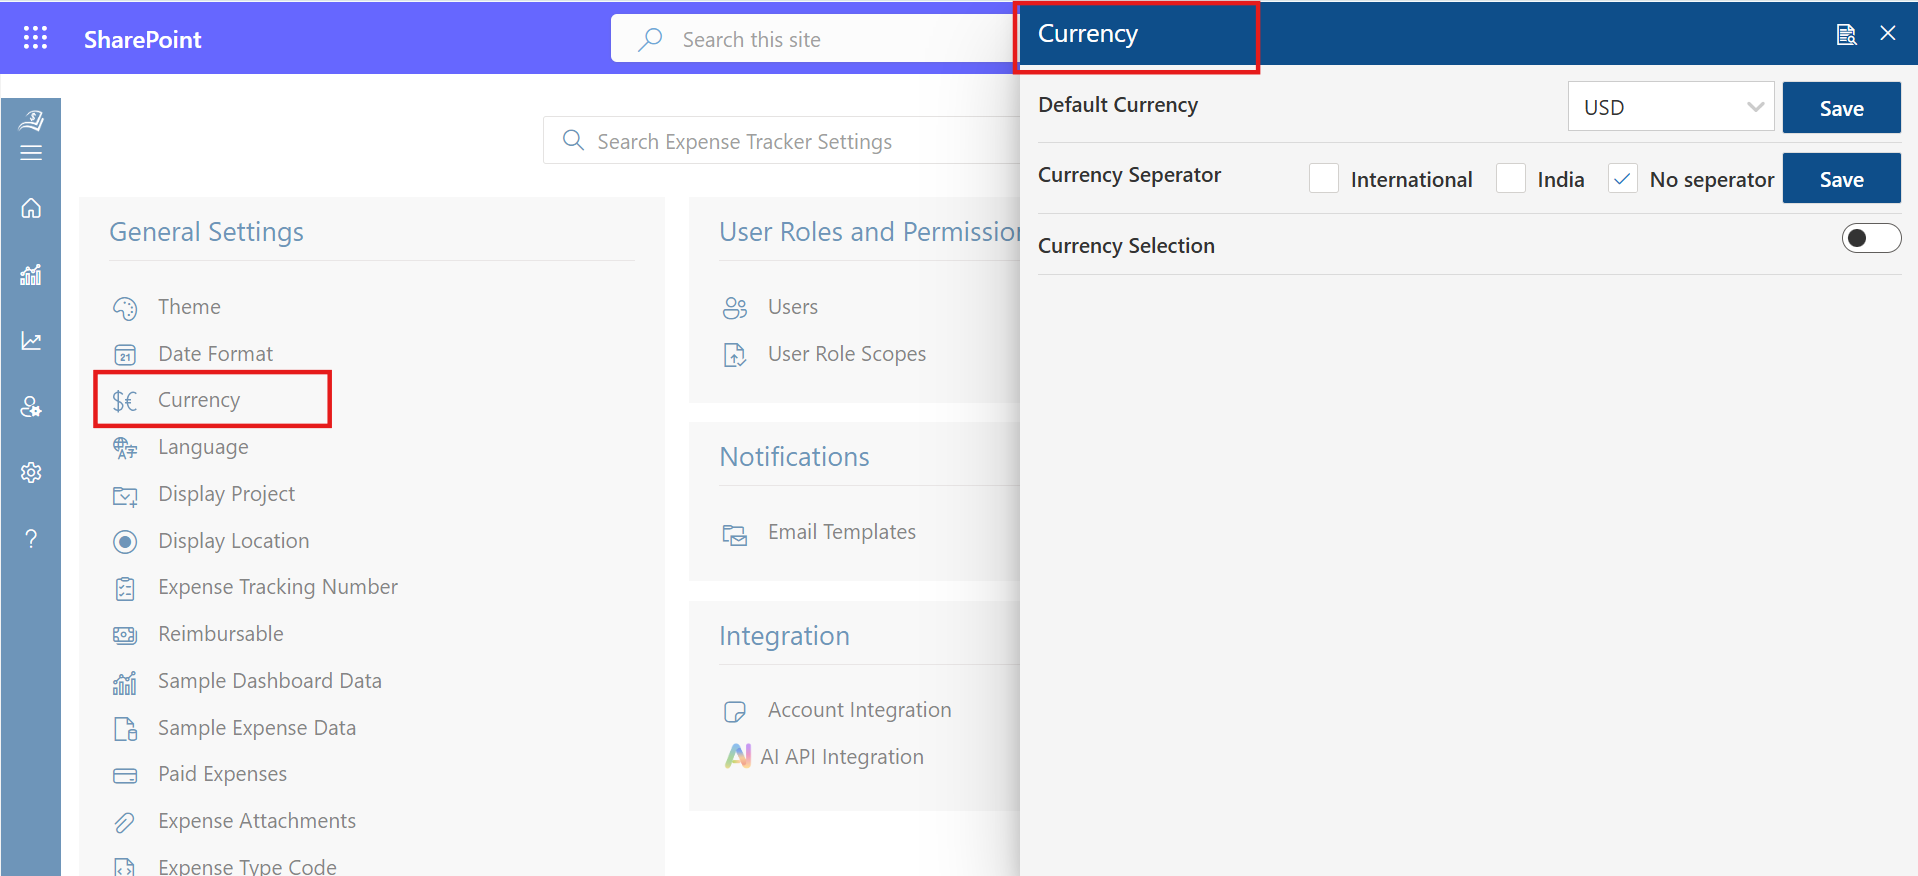 SharePoint
Search this site
Currency
Search Expense Tracker Settings
Default Currency
USD
Save
Currency Seperator
International
India
No seperator
Save
Currency Selection
General Settings
Theme
21
Date Format
$€ Currency
Language
Display Project
Display Location
Expense Tracking Number
Reimbursable
Sample Dashboard Data
Sample Expense Data
Paid Expenses
Expense Attachments
Expense Type Code
User Roles and Permission
Users
User Role Scopes
Notifications
Email Templates
Integration
Account Integration
AI AI API Integration